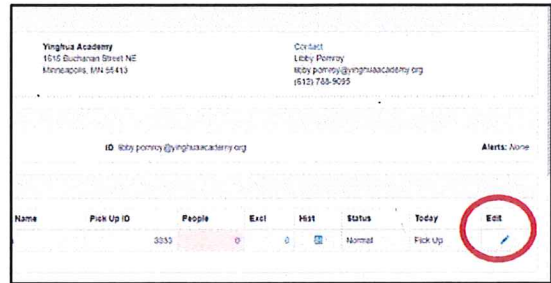 Yinghua Academy
1616 Buchanan Street NE
Minneapolis, MN 55413
Contact
Libby Pomroy
libby.pomroy@yinghuaacademy.org
(612) 788-9095
ID libby.pomroy@yinghuaacademy.org
Alerts: None
Name Pick Up ID People Excl Hist Status Today Edit
3333 0 0 Normal Pick Up